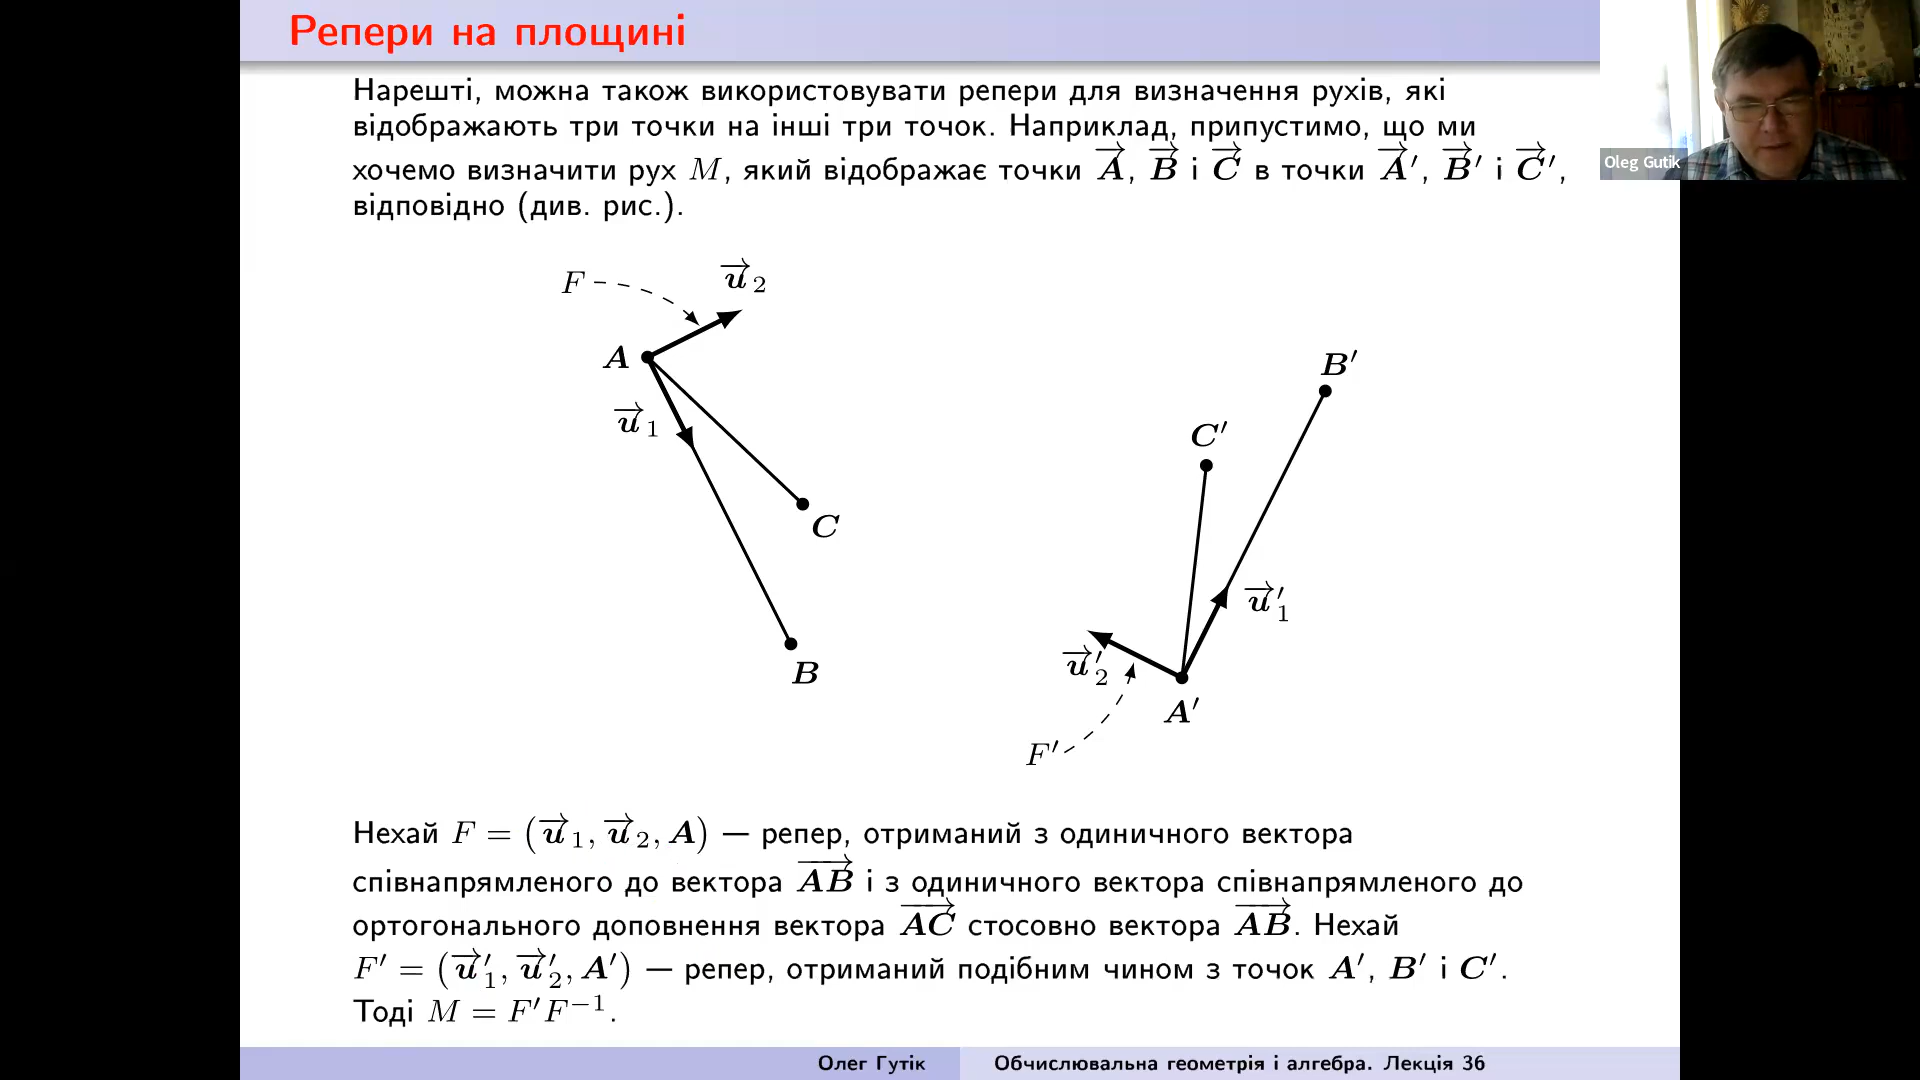 Репери на площині
Нарешті, можна також використовувати репери для визначення рухів, які
відображають три точки на інші три точок. Наприклад, припустимо, що ми
хочемо визначити рух M, який відображає точки A⃗, B⃗ і C⃗ в точки A⃗′, B⃗′ і C⃗′,
відповідно (див. рис.).
Oleg Gutik
F
u⃗₂
A
u⃗₁
C
B
B′
C′
u⃗′₁
u⃗′₂
A′
F′
Нехай F = (u⃗₁, u⃗₂, A) — репер, отриманий з одиничного вектора
співнапрямленого до вектора AB⃗ і з одиничного вектора співнапрямленого до
ортогонального доповнення вектора AC⃗ стосовно вектора AB⃗. Нехай
F′ = (u⃗′₁, u⃗′₂, A′) — репер, отриманий подібним чином з точок A′, B′ і C′.
Тоді M = F′F⁻¹.
Олег Гутік
Обчислювальна геометрія і алгебра. Лекція 36